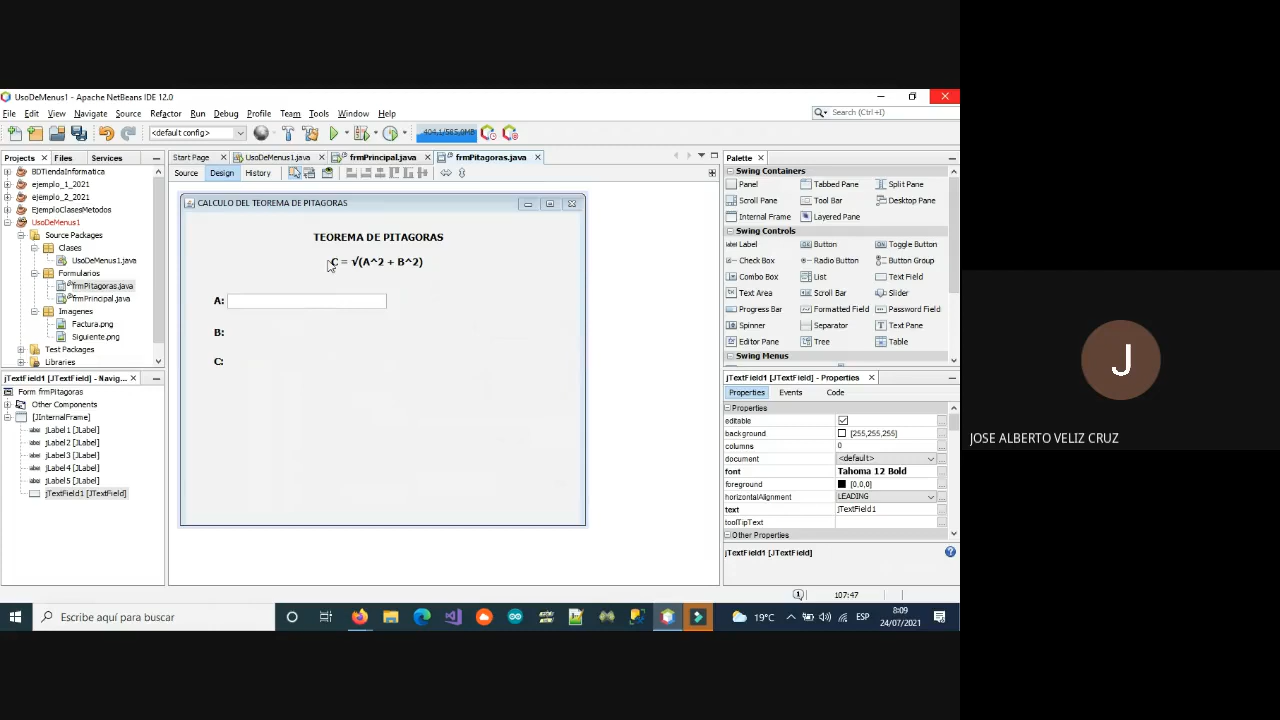 UsoDeMenus1 - Apache NetBeans IDE 12.0
File Edit View Navigate Source Refactor Run Debug Profile Team Tools Window Help
Search (Ctrl+I)
<default config>
404.1/585,0MB
Projects Files Services
BDTiendaInformatica
ejemplo_1_2021
ejemplo_2_2021
EjemploClasesMetodos
UsoDeMenus1
Source Packages
Clases
UsoDeMenus1.java
Formularios
frmPitagoras.java
frmPrincipal.java
Imagenes
Factura.png
Siguiente.png
Test Packages
Libraries
jTextField1 [JTextField] - Navig...
Form frmPitagoras
Other Components
[JInternalFrame]
jLabel1 [JLabel]
jLabel2 [JLabel]
jLabel3 [JLabel]
jLabel4 [JLabel]
jLabel5 [JLabel]
jTextField1 [JTextField]
Start Page UsoDeMenus1.java frmPrincipal.java frmPitagoras.java
Source Design History
CALCULO DEL TEOREMA DE PITAGORAS
TEOREMA DE PITAGORAS
C = √(A^2 + B^2)
A:
B:
C:
Palette
Swing Containers
Panel Tabbed Pane Split Pane
Scroll Pane Tool Bar Desktop Pane
Internal Frame Layered Pane
Swing Controls
Label Button Toggle Button
Check Box Radio Button Button Group
Combo Box List Text Field
Text Area Scroll Bar Slider
Progress Bar Formatted Field Password Field
Spinner Separator Text Pane
Editor Pane Tree Table
Swing Menus
jTextField1 [JTextField] - Properties
Properties Events Code
Properties
editable
background [255,255,255]
columns 0
document <default>
font Tahoma 12 Bold
foreground [0,0,0]
horizontalAlignment LEADING
text jTextField1
toolTipText
Other Properties
jTextField1 [JTextField]
107:47
Escribe aquí para buscar
19°C
ESP
8:09
24/07/2021
J
JOSE ALBERTO VELIZ CRUZ